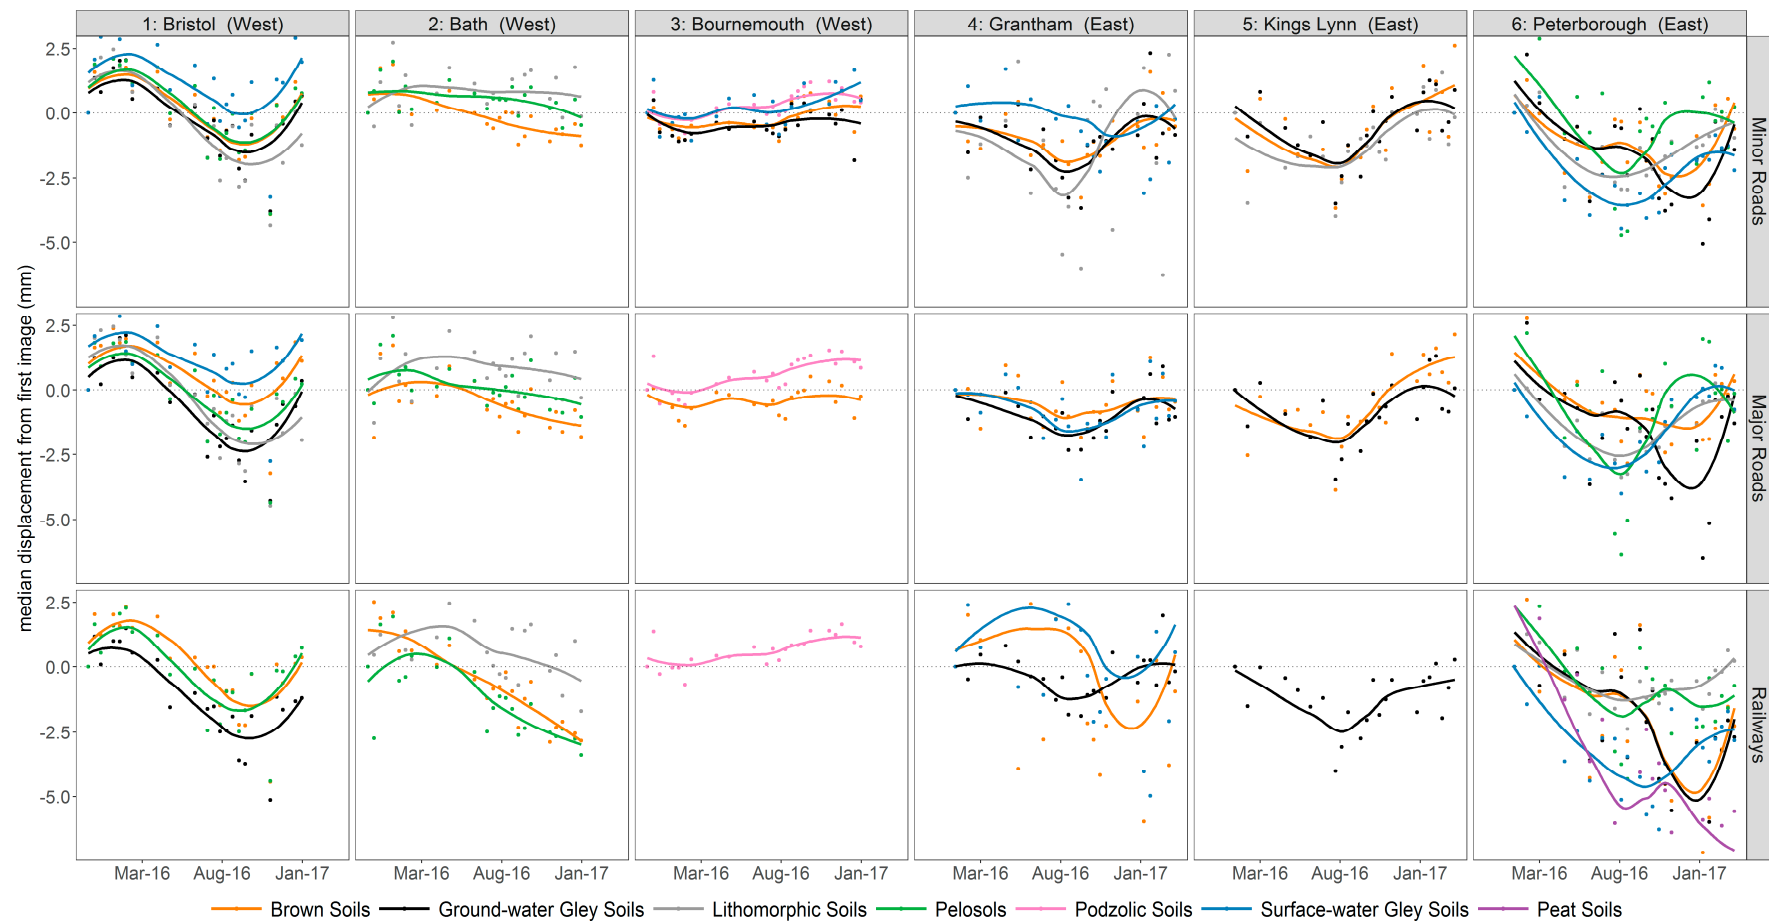 1: Bristol (West)
2: Bath (West)
3: Bournemouth (West)
4: Grantham (East)
5: Kings Lynn (East)
6: Peterborough (East)
median displacement from first image (mm)
2.5
0.0
-2.5
-5.0
Minor Roads
2.5
0.0
-2.5
-5.0
Major Roads
2.5
0.0
-2.5
-5.0
Railways
Mar-16 Aug-16 Jan-17 Mar-16 Aug-16 Jan-17 Mar-16 Aug-16 Jan-17 Mar-16 Aug-16 Jan-17 Mar-16 Aug-16 Jan-17 Mar-16 Aug-16 Jan-17
Brown Soils Ground-water Gley Soils Lithomorphic Soils Pelosols Podzolic Soils Surface-water Gley Soils Peat Soils